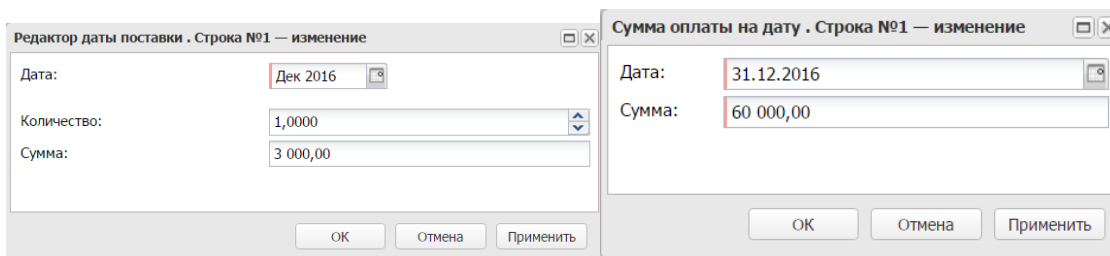 Редактор даты поставки . Строка №1 — изменение
Дата:
Дек 2016
Количество:
1,0000
Сумма:
3 000,00
ОК
Отмена
Применить
Сумма оплаты на дату . Строка №1 — изменение
Дата:
31.12.2016
Сумма:
60 000,00
ОК
Отмена
Применить